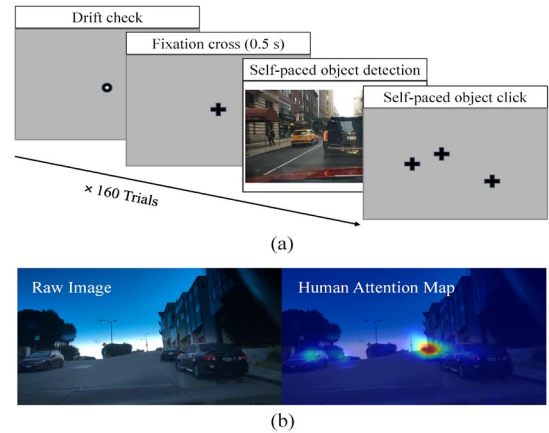 Drift check
Fixation cross (0.5 s)
Self-paced object detection
Self-paced object click
× 160 Trials
(a)
Raw Image
Human Attention Map
(b)